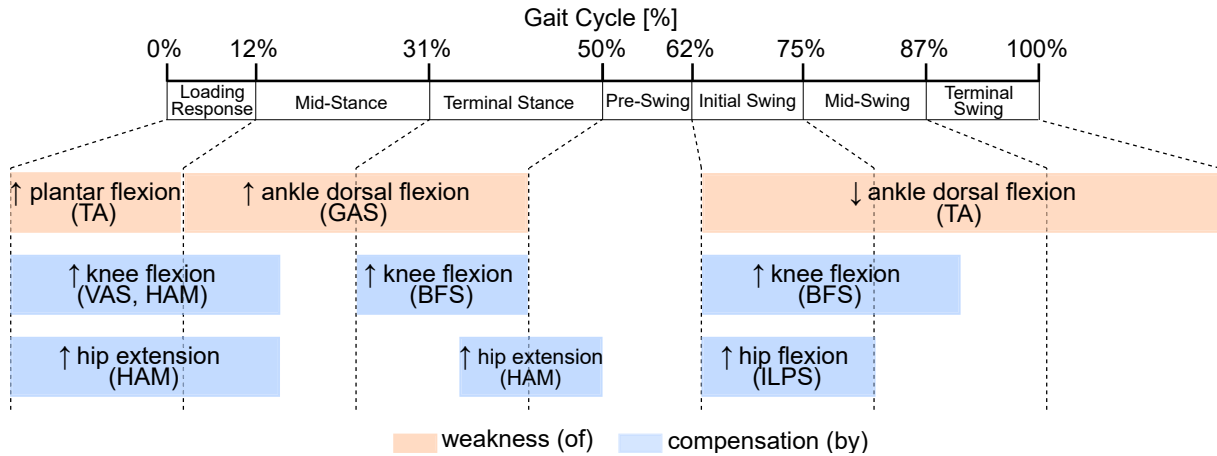 Gait Cycle [%]
0% 12% 31% 50% 62% 75% 87% 100%
Loading Response
Mid-Stance
Terminal Stance
Pre-Swing
Initial Swing
Mid-Swing
Terminal Swing
↑ plantar flexion
(TA)
↑ ankle dorsal flexion
(GAS)
↓ ankle dorsal flexion
(TA)
↑ knee flexion
(VAS, HAM)
↑ knee flexion
(BFS)
↑ knee flexion
(BFS)
↑ hip extension
(HAM)
↑ hip extension
(HAM)
↑ hip flexion
(ILPS)
weakness (of)
compensation (by)